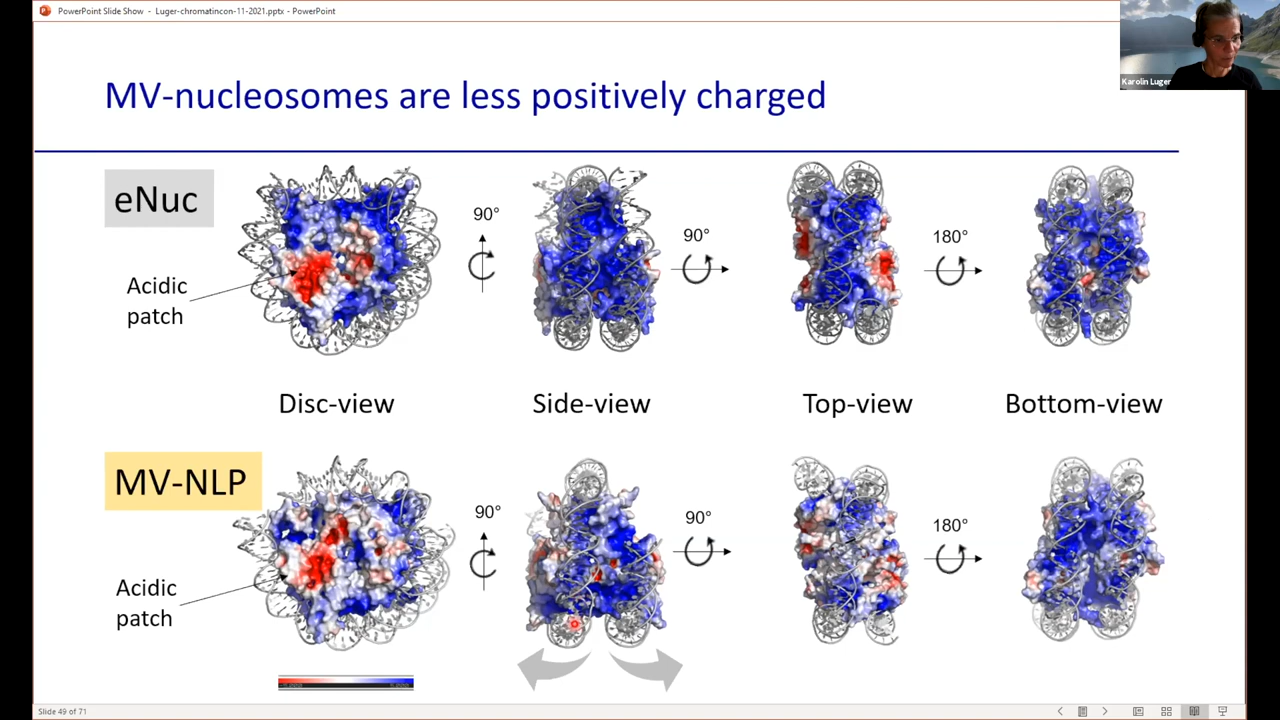 PowerPoint Slide Show - Luger-chromatincon-11-2021.pptx - PowerPoint
Karolin Luger
MV-nucleosomes are less positively charged
eNuc
90°
90°
180°
Acidic
patch
Disc-view
Side-view
Top-view
Bottom-view
MV-NLP
90°
90°
180°
Acidic
patch
Slide 49 of 71